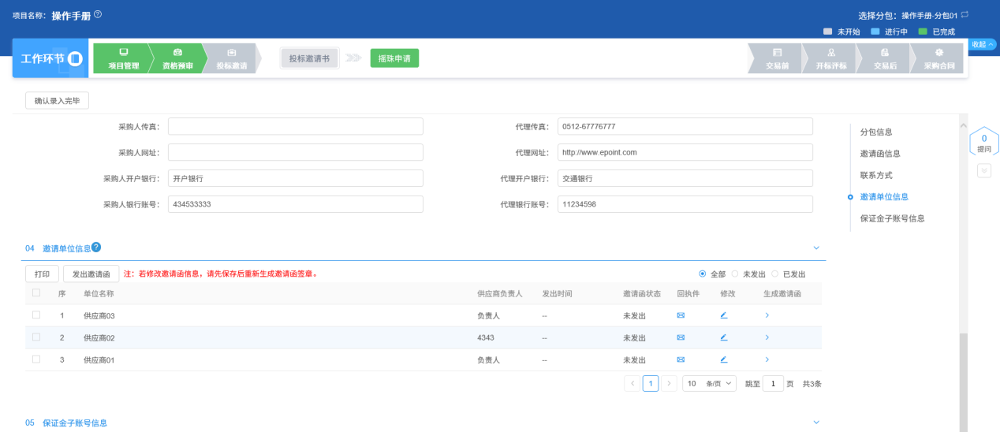 项目名称: 操作手册 ?
选择分包: 操作手册-分包01
未开始 进行中 已完成
收起
工作环节 项目管理 资格预审 投标邀请 投标邀请书 摇珠申请 交易前 开标评标 交易后 采购合同
确认录入完毕
采购人传真: 代理传真: 0512-67776777
采购人网址: 代理网址: http://www.epoint.com
采购人开户银行: 开户银行 代理开户银行: 交通银行
采购人银行账号: 434533333 代理银行账号: 11234598
分包信息
邀请函信息
联系方式
邀请单位信息
保证金子账号信息
0
提问
04 邀请单位信息 ?
打印 发出邀请函 注: 若修改邀请函信息，请先保存后重新生成邀请函签章。 全部 未发出 已发出
序 单位名称 供应商负责人 发出时间 邀请函状态 回执件 修改 生成邀请函
1 供应商03 负责人 -- 未发出
2 供应商02 4343 -- 未发出
3 供应商01 负责人 -- 未发出
1 10 条/页 跳至 1 页 共3条
05 保证金子账号信息